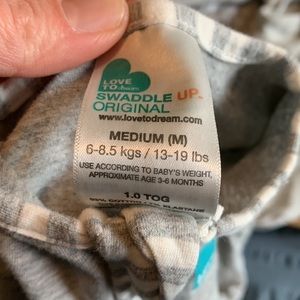 LOVE
TO dream
SWADDLE UP™
ORIGINAL
www.lovetodream.com
MEDIUM (M)
6-8.5 kgs / 13-19 lbs
USE ACCORDING TO BABY'S WEIGHT,
APPROXIMATE AGE 3-6 MONTHS
1.0 TOG